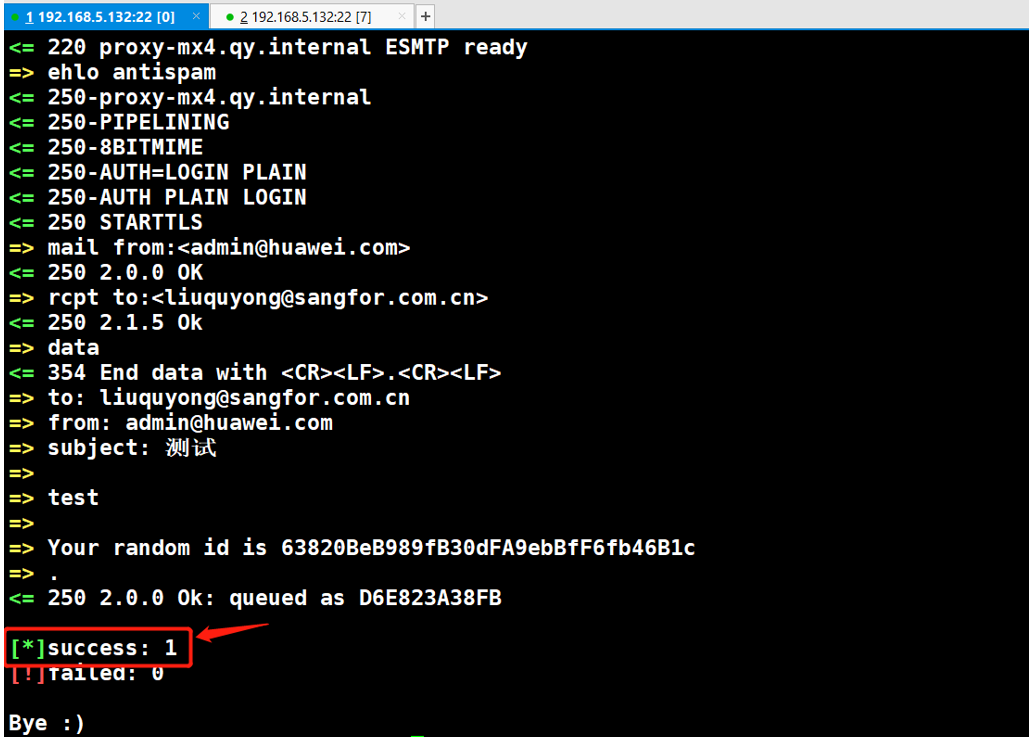 1 192.168.5.132:22 [0] × 2 192.168.5.132:22 [7] × +
<= 220 proxy-mx4.qy.internal ESMTP ready
=> ehlo antispam
<= 250-proxy-mx4.qy.internal
<= 250-PIPELINING
<= 250-8BITMIME
<= 250-AUTH=LOGIN PLAIN
<= 250-AUTH PLAIN LOGIN
<= 250 STARTTLS
=> mail from:<admin@huawei.com>
<= 250 2.0.0 OK
=> rcpt to:<liuquyong@sangfor.com.cn>
<= 250 2.1.5 Ok
=> data
<= 354 End data with <CR><LF>.<CR><LF>
=> to: liuquyong@sangfor.com.cn
=> from: admin@huawei.com
=> subject: 测试
=>
=> test
=>
=> Your random id is 63820BeB989fB30dFA9ebBfF6fb46B1c
=> .
<= 250 2.0.0 Ok: queued as D6E823A38FB
[*]success: 1
[!]failed: 0
Bye :)